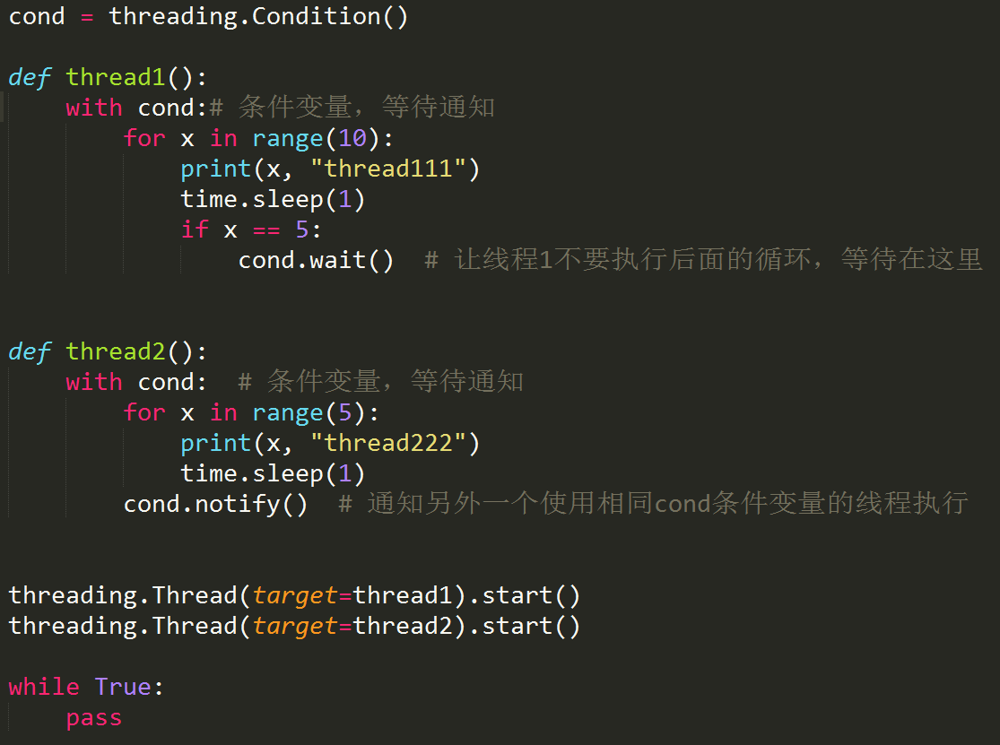 cond = threading.Condition()
def thread1():
with cond:# 条件变量，等待通知
for x in range(10):
print(x, "thread111")
time.sleep(1)
if x == 5:
cond.wait()  # 让线程1不要执行后面的循环，等待在这里
def thread2():
with cond:  # 条件变量，等待通知
for x in range(5):
print(x, "thread222")
time.sleep(1)
cond.notify()  # 通知另外一个使用相同cond条件变量的线程执行
threading.Thread(target=thread1).start()
threading.Thread(target=thread2).start()
while True:
pass